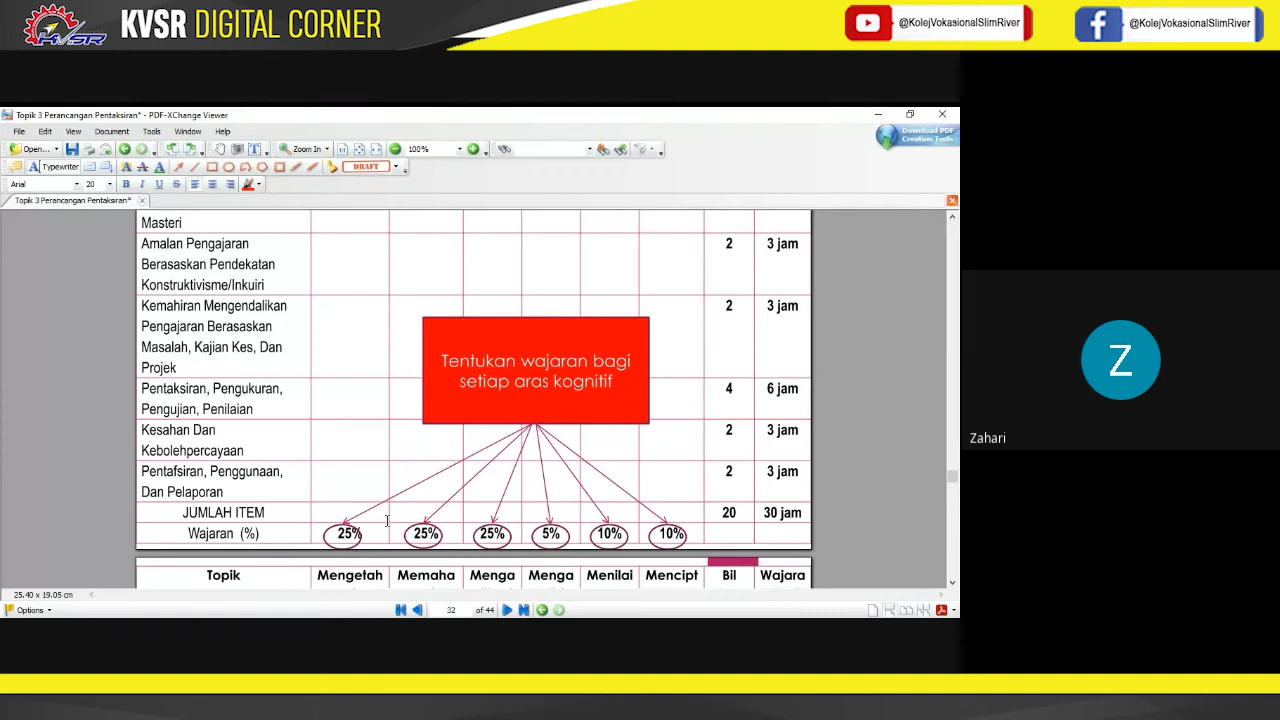 KVSR
KVSR DIGITAL CORNER
@KolejVokasionalSlimRiver
@KolejVokasionalSlimRiver
Topik 3 Perancangan Pentaksiran* - PDF-XChange Viewer
File Edit View Document Tools Window Help
Download PDF
Creation Tools
Open... Zoom In 100%
Typewriter DRAFT
Arial 20 B I U S
Topik 3 Perancangan Pentaksiran*
Masteri
Amalan Pengajaran 2 3 jam
Berasaskan Pendekatan
Konstruktivisme/Inkuiri
Kemahiran Mengendalikan 2 3 jam
Pengajaran Berasaskan
Masalah, Kajian Kes, Dan
Projek
Tentukan wajaran bagi
setiap aras kognitif
Pentaksiran, Pengukuran, 4 6 jam
Pengujian, Penilaian
Kesahan Dan 2 3 jam
Kebolehpercayaan
Pentafsiran, Penggunaan, 2 3 jam
Dan Pelaporan
JUMLAH ITEM 20 30 jam
Wajaran (%) 25% 25% 25% 5% 10% 10%
Topik Mengetah Memaha Menga Menga Menilai Mencipt Bil Wajara
25.40 x 19.05 cm
Options 32 of 44
Z
Zahari